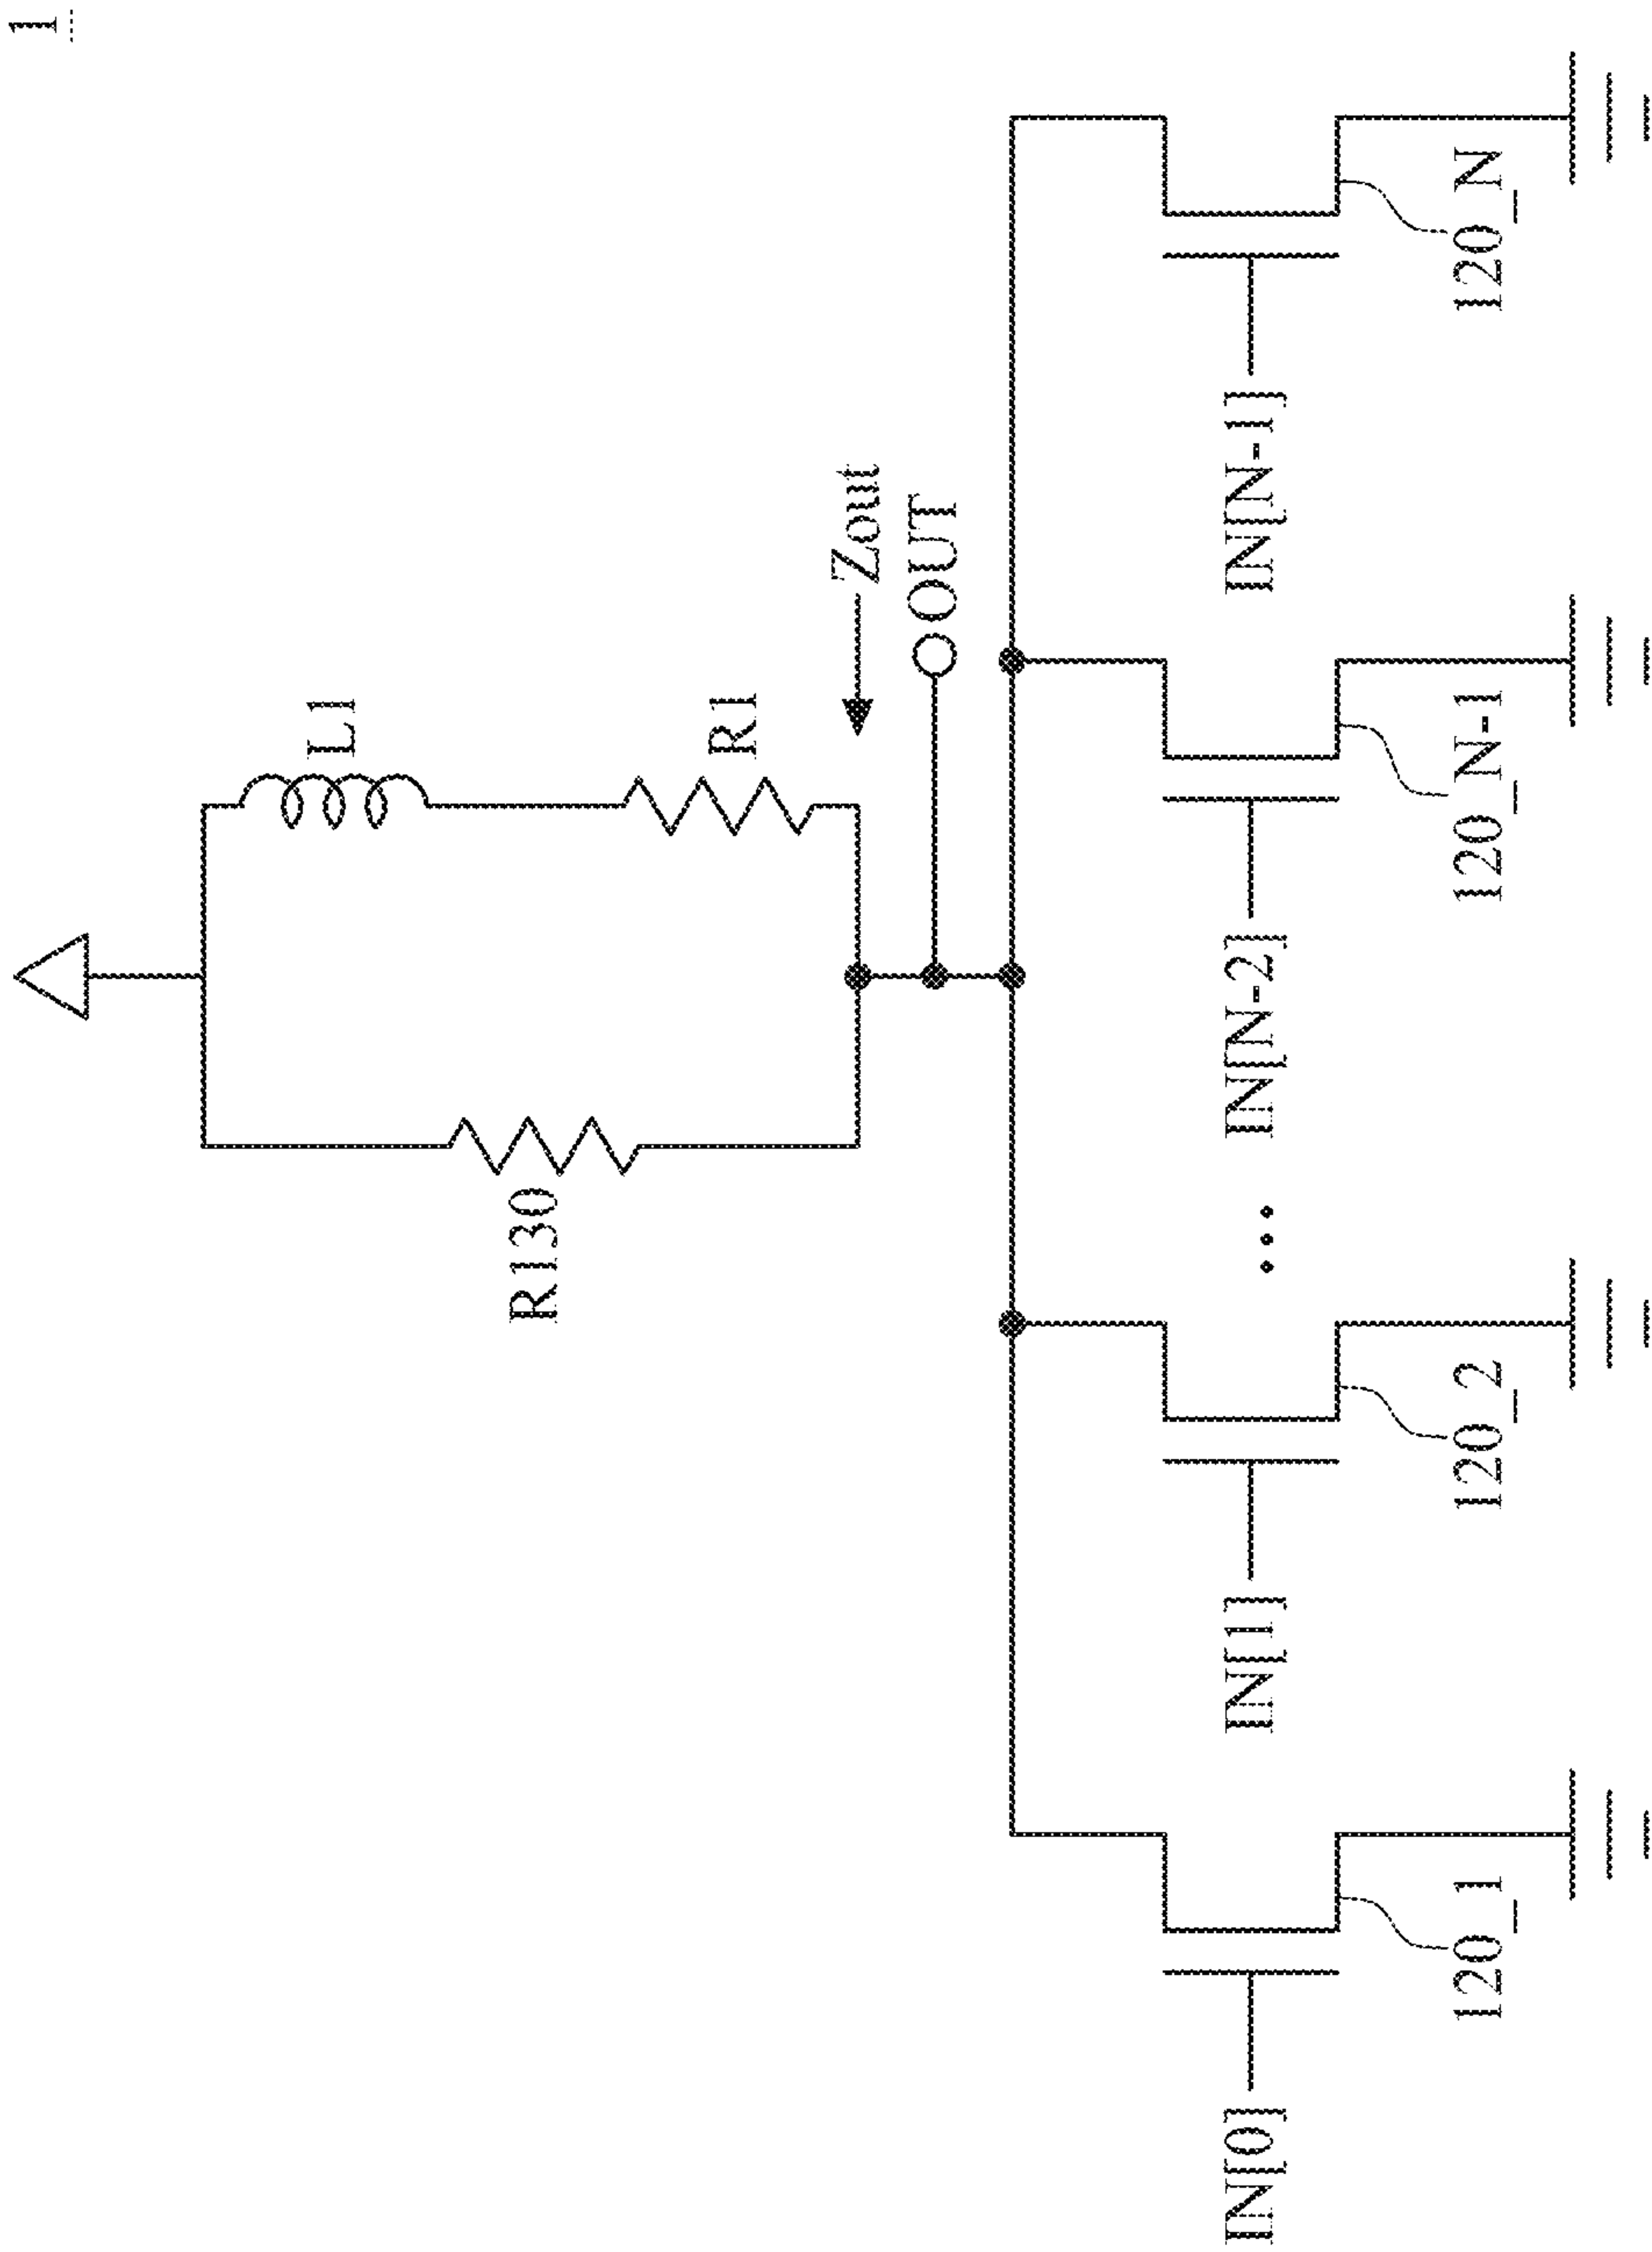 1
L1
R130
R1
Zout
OUT
IN[0]
IN[1]
...
IN[N-2]
IN[N-1]
120_1
120_2
120_N-1
120_N